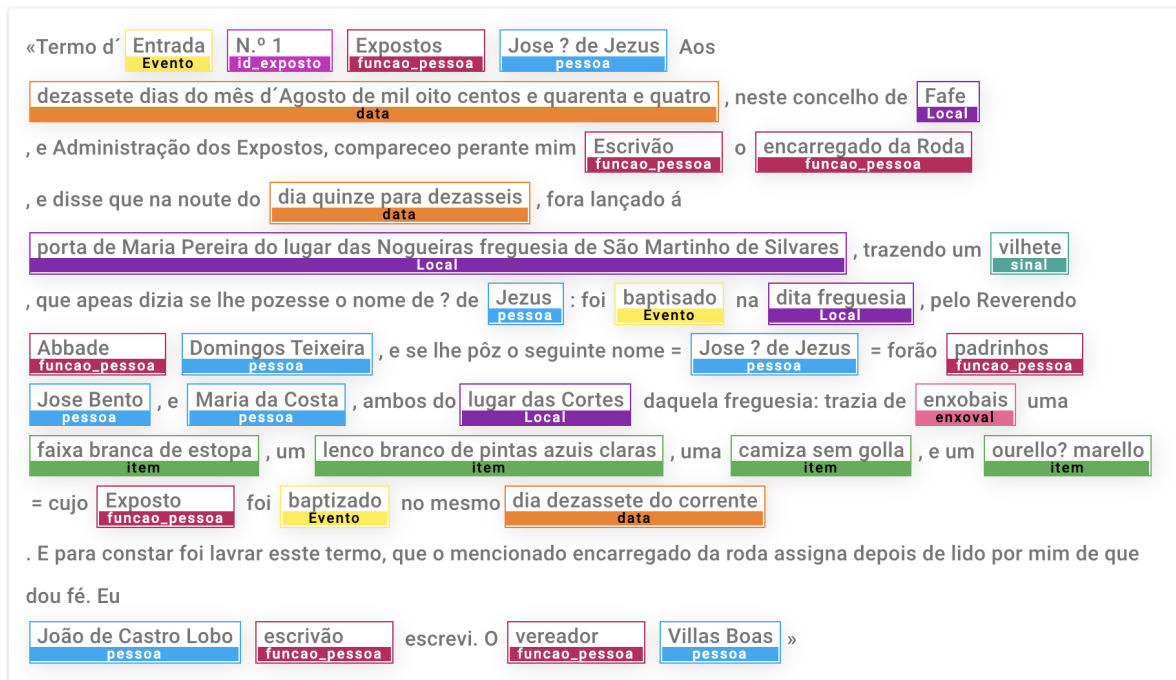 «Termo d´ Entrada N.º 1 Expostos Jose ? de Jezus Aos
Evento id_exposto funcao_pessoa pessoa
dezassete dias do mês d´Agosto de mil oito centos e quarenta e quatro , neste concelho de Fafe
data Local
, e Administração dos Expostos, compareceo perante mim Escrivão o encarregado da Roda
funcao_pessoa funcao_pessoa
, e disse que na noute do dia quinze para dezasseis , fora lançado á
data
porta de Maria Pereira do lugar das Nogueiras freguesia de São Martinho de Silvares , trazendo um vilhete
Local sinal
, que apeas dizia se lhe pozesse o nome de ? de Jezus : foi baptisado na dita freguesia , pelo Reverendo
pessoa Evento Local
Abbade Domingos Teixeira , e se lhe pôz o seguinte nome = Jose ? de Jezus = forão padrinhos
funcao_pessoa pessoa pessoa funcao_pessoa
Jose Bento , e Maria da Costa , ambos do lugar das Cortes daquela freguesia: trazia de enxobais uma
pessoa pessoa Local enxoval
faixa branca de estopa , um lenco branco de pintas azuis claras , uma camiza sem golla , e um ourello? marello
item item item item
= cujo Exposto foi baptizado no mesmo dia dezassete do corrente
funcao_pessoa Evento data
. E para constar foi lavrar esste termo, que o mencionado encarregado da roda assigna depois de lido por mim de que
dou fé. Eu
João de Castro Lobo escrivão escrevi. O vereador Villas Boas »
pessoa funcao_pessoa funcao_pessoa pessoa